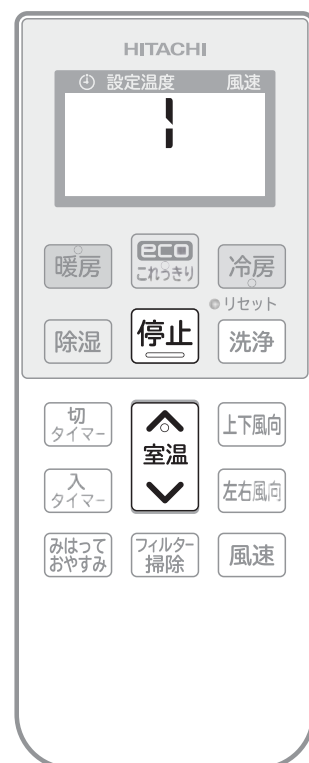 HITACHI
設定温度 風速
1
暖房
eco
これっきり
冷房
リセット
除湿
停止
洗浄
切
タイマー
室温
上下風向
入
タイマー
左右風向
みはって
おやすみ
フィルター
掃除
風速